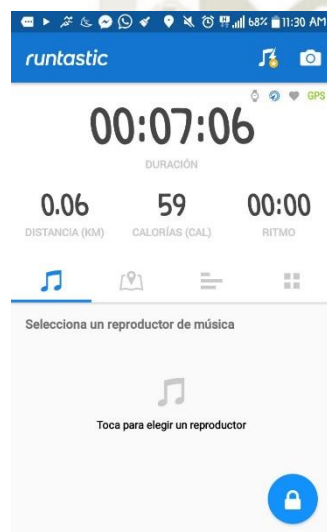 68% 11:30 AM
runtastic
GPS
00:07:06
DURACIÓN
0.06 59 00:00
DISTANCIA (KM) CALORÍAS (CAL) RITMO
Selecciona un reproductor de música
Toca para elegir un reproductor